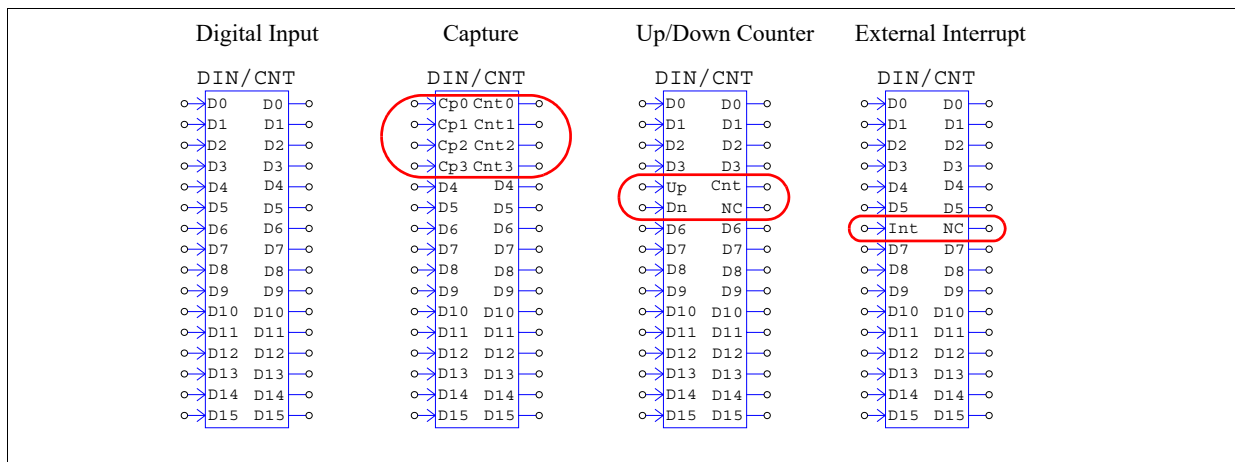 Digital Input Capture Up/Down Counter External Interrupt
DIN/CNT DIN/CNT DIN/CNT DIN/CNT
D0 D0 Cp0 Cnt0 D0 D0 D0 D0
D1 D1 Cp1 Cnt1 D1 D1 D1 D1
D2 D2 Cp2 Cnt2 D2 D2 D2 D2
D3 D3 Cp3 Cnt3 D3 D3 D3 D3
D4 D4 D4 D4 Up Cnt D4 D4
D5 D5 D5 D5 Dn NC D5 D5
D6 D6 D6 D6 D6 D6 Int NC
D7 D7 D7 D7 D7 D7 D7 D7
D8 D8 D8 D8 D8 D8 D8 D8
D9 D9 D9 D9 D9 D9 D9 D9
D10 D10 D10 D10 D10 D10 D10 D10
D11 D11 D11 D11 D11 D11 D11 D11
D12 D12 D12 D12 D12 D12 D12 D12
D13 D13 D13 D13 D13 D13 D13 D13
D14 D14 D14 D14 D14 D14 D14 D14
D15 D15 D15 D15 D15 D15 D15 D15